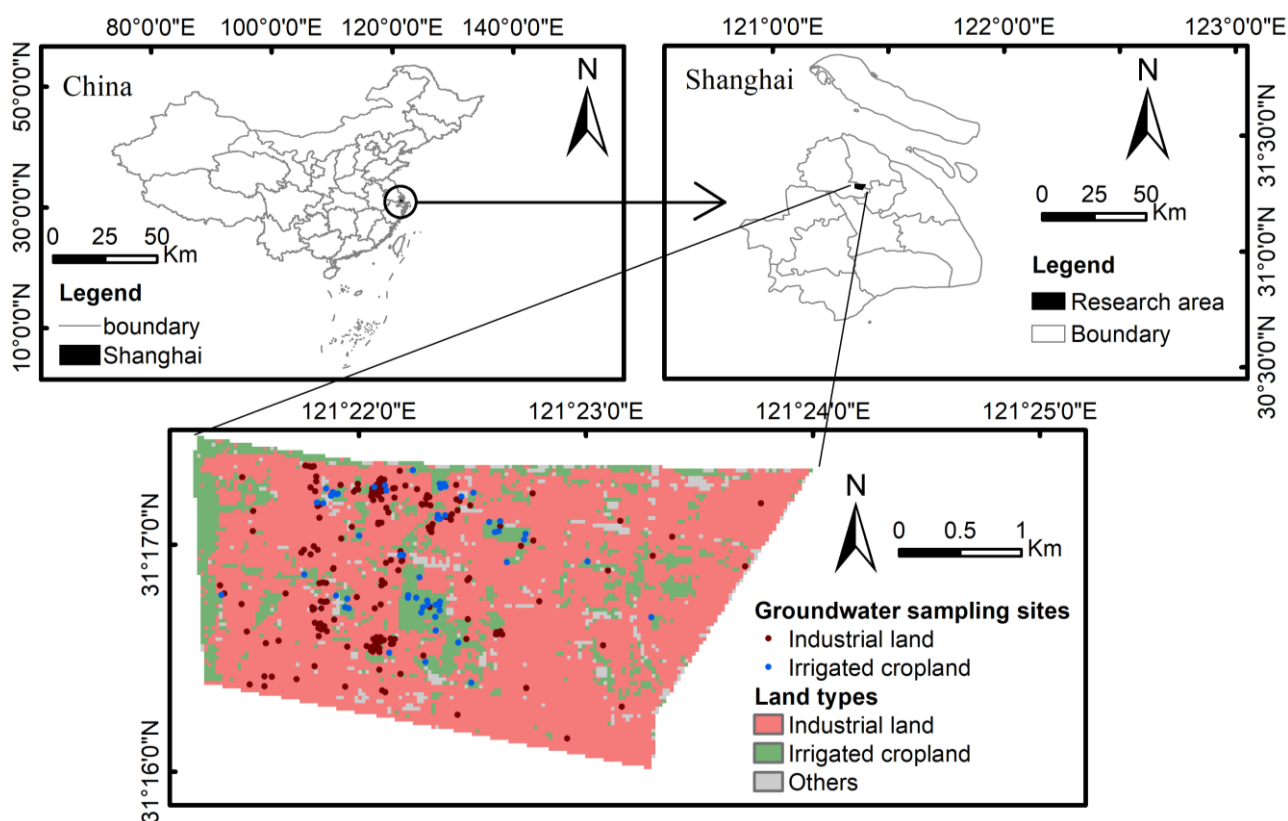 80°0'0"E 100°0'0"E 120°0'0"E 140°0'0"E
50°0'0"N
30°0'0"N
10°0'0"N
China
N
0 25 50
Km
Legend
boundary
Shanghai
121°0'0"E 122°0'0"E 123°0'0"E
Shanghai
N
31°30'0"N
31°0'0"N
30°30'0"N
0 25 50
Km
Legend
Research area
Boundary
121°22'0"E 121°23'0"E 121°24'0"E 121°25'0"E
31°17'0"N
31°16'0"N
N
0 0.5 1
Km
Groundwater sampling sites
Industrial land
Irrigated cropland
Land types
Industrial land
Irrigated cropland
Others